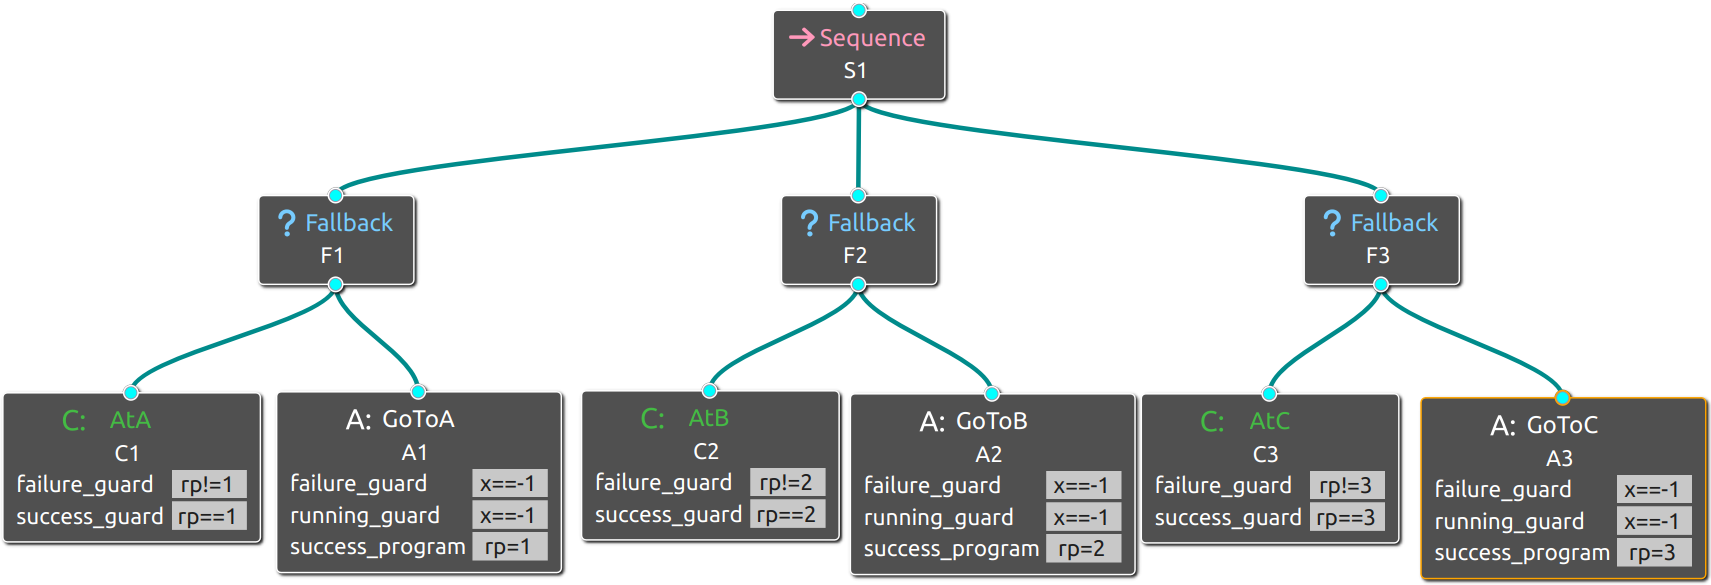 → Sequence
S1
? Fallback
F1
? Fallback
F2
? Fallback
F3
C: AtA
C1
failure_guard rp!=1
success_guard rp==1
A: GoToA
A1
failure_guard x==-1
running_guard x==-1
success_program rp=1
C: AtB
C2
failure_guard rp!=2
success_guard rp==2
A: GoToB
A2
failure_guard x==-1
running_guard x==-1
success_program rp=2
C: AtC
C3
failure_guard rp!=3
success_guard rp==3
A: GoToC
A3
failure_guard x==-1
running_guard x==-1
success_program rp=3